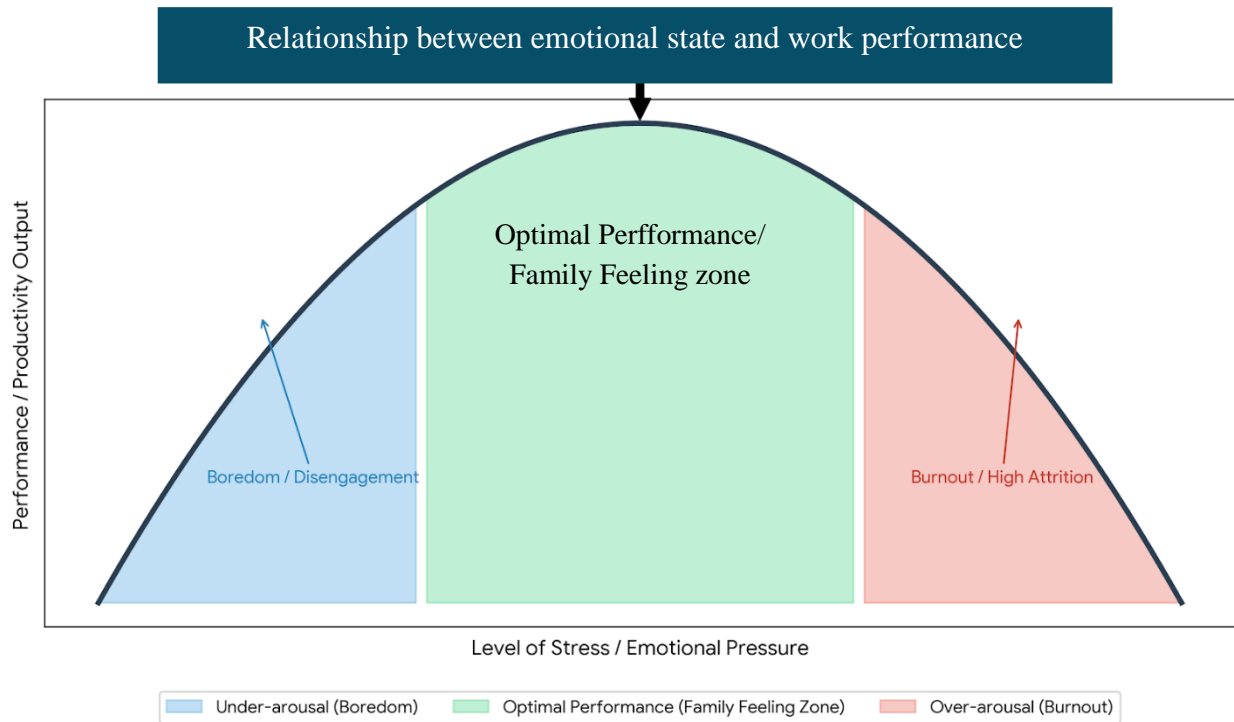 Relationship between emotional state and work performance
Performance / Productivity Output
Optimal Perfformance/
Family Feeling zone
Boredom / Disengagement
Burnout / High Attrition
Level of Stress / Emotional Pressure
Under-arousal (Boredom)
Optimal Performance (Family Feeling Zone)
Over-arousal (Burnout)